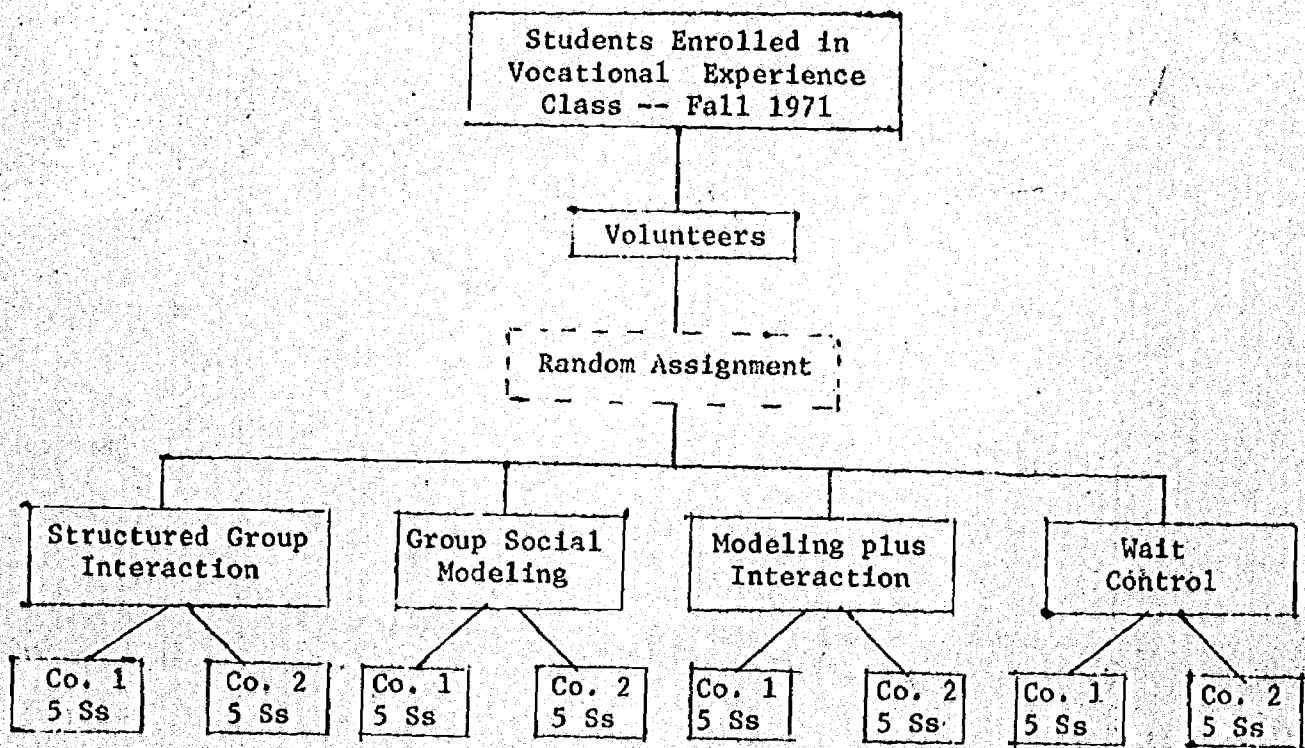 Students Enrolled in
Vocational Experience
Class -- Fall 1971
Volunteers
Random Assignment
Structured Group
Interaction
Group Social
Modeling
Modeling plus
Interaction
Wait
Control
Co. 1
5 Ss
Co. 2
5 Ss
Co. 1
5 Ss
Co. 2
5 Ss
Co. 1
5 Ss
Co. 2
5 Ss
Co. 1
5 Ss
Co. 2
5 Ss